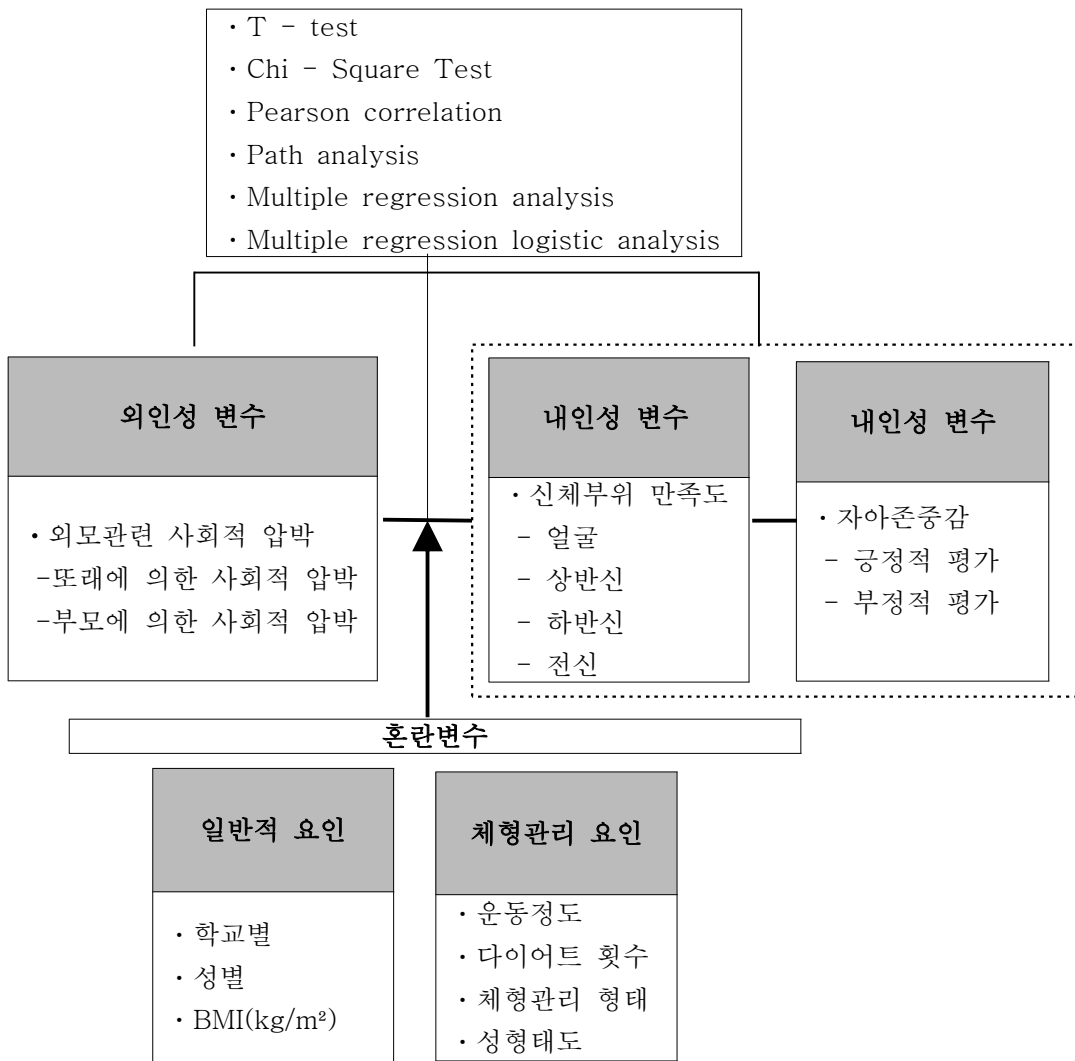 · T - test
· Chi - Square Test
· Pearson correlation
· Path analysis
· Multiple regression analysis
· Multiple regression logistic analysis
외인성 변수
· 외모관련 사회적 압박
-또래에 의한 사회적 압박
-부모에 의한 사회적 압박
내인성 변수
· 신체부위 만족도
- 얼굴
- 상반신
- 하반신
- 전신
내인성 변수
· 자아존중감
- 긍정적 평가
- 부정적 평가
혼란변수
일반적 요인
· 학교별
· 성별
· BMI(kg/m²)
체형관리 요인
· 운동정도
· 다이어트 횟수
· 체형관리 형태
· 성형태도